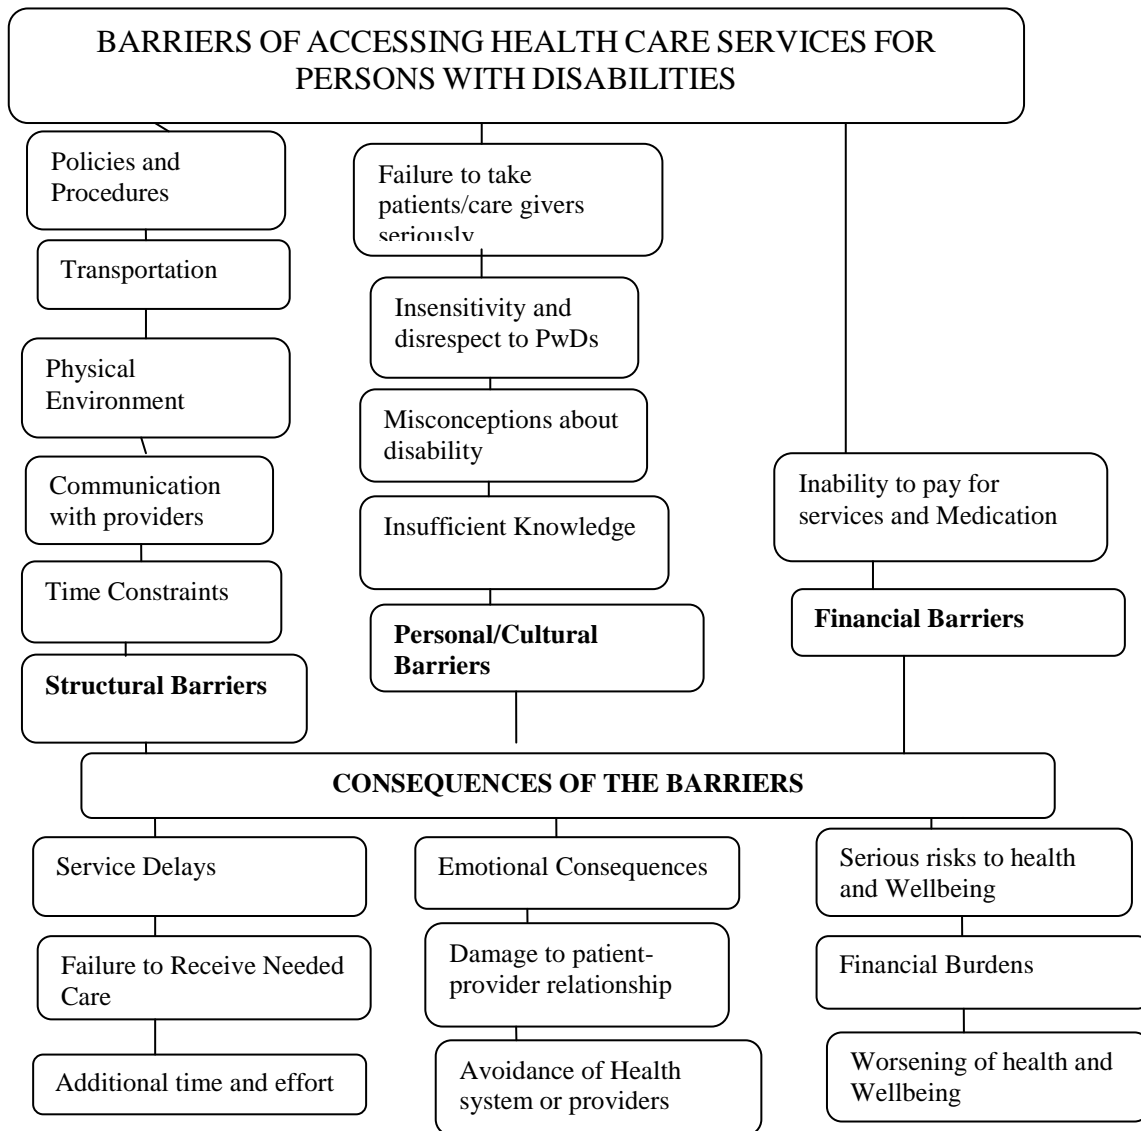 BARRIERS OF ACCESSING HEALTH CARE SERVICES FOR
PERSONS WITH DISABILITIES
Policies and
Procedures
Transportation
Physical
Environment
Communication
with providers
Time Constraints
Structural Barriers
Failure to take
patients/care givers
seriously
Insensitivity and
disrespect to PwDs
Misconceptions about
disability
Insufficient Knowledge
Personal/Cultural
Barriers
Inability to pay for
services and Medication
Financial Barriers
CONSEQUENCES OF THE BARRIERS
Service Delays
Failure to Receive Needed
Care
Additional time and effort
Emotional Consequences
Damage to patient-
provider relationship
Avoidance of Health
system or providers
Serious risks to health
and Wellbeing
Financial Burdens
Worsening of health and
Wellbeing